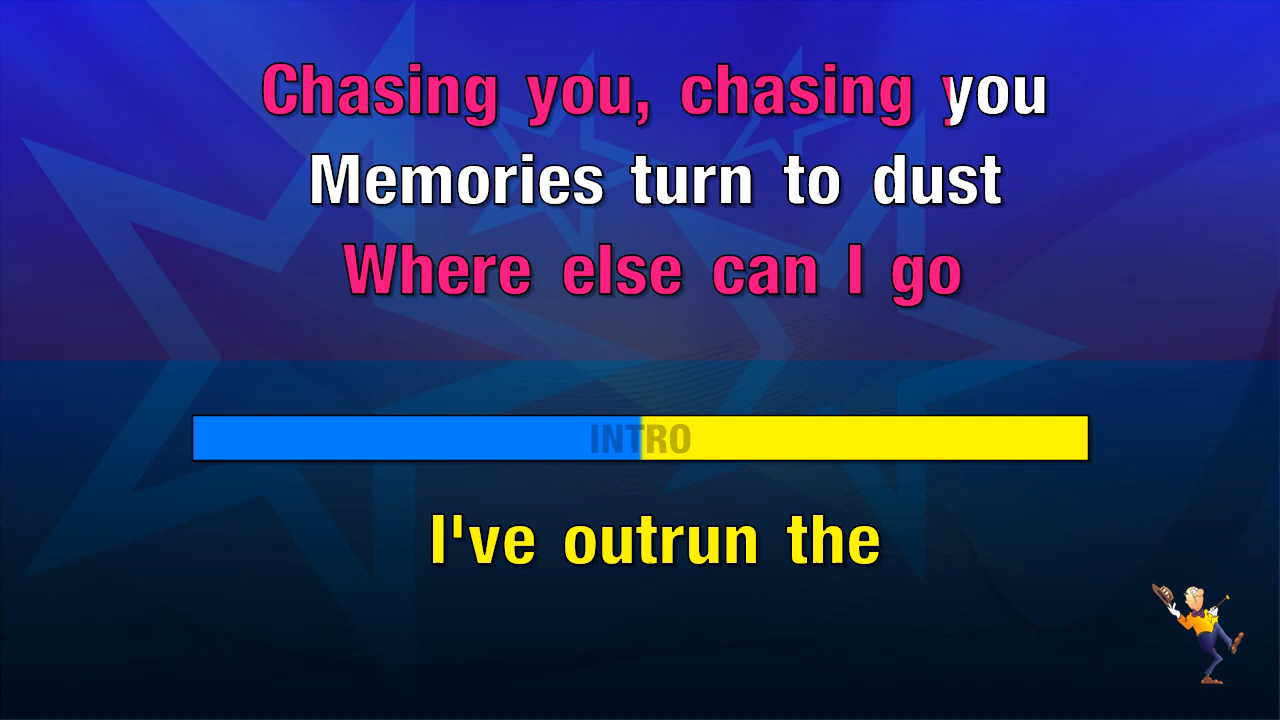 Chasing you, chasing you
Memories turn to dust
Where else can I go
INTRO
I've outrun the